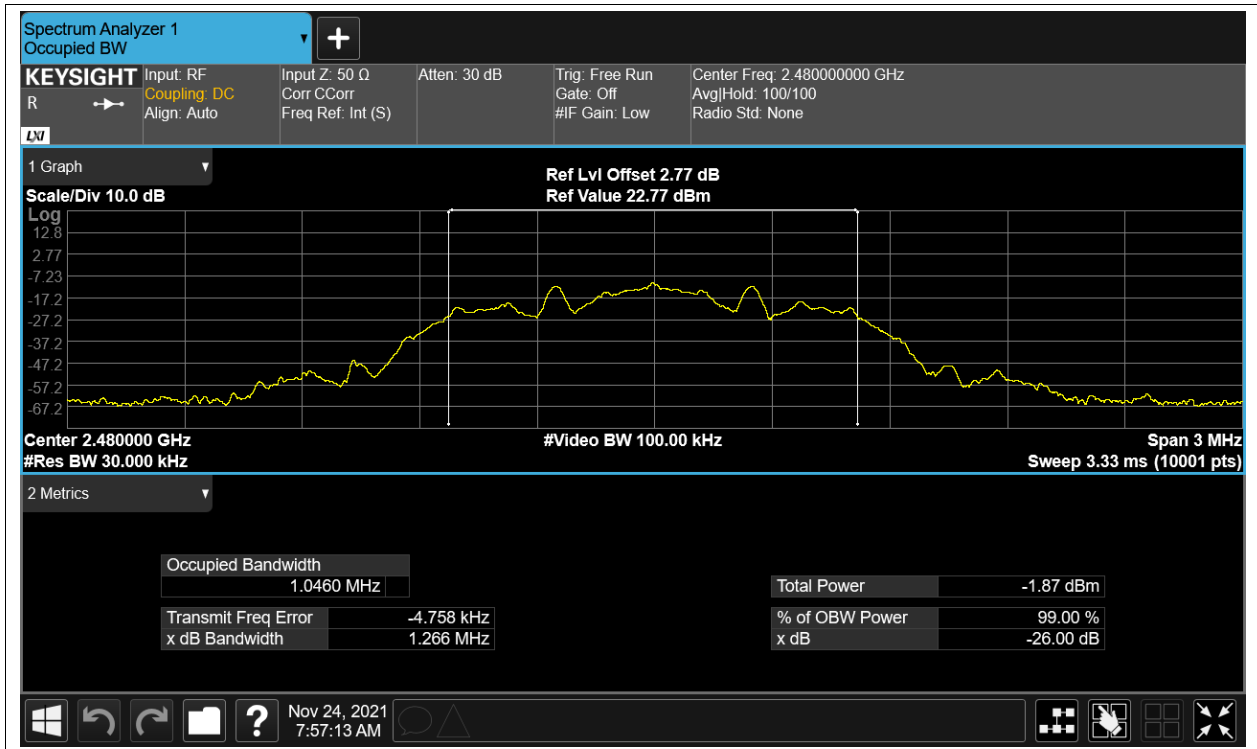 Spectrum Analyzer 1
Occupied BW
+
KEYSIGHT
R
LXI
Input: RF
Coupling: DC
Align: Auto
Input Z: 50 Ω
Corr CCorr
Freq Ref: Int (S)
Atten: 30 dB
Trig: Free Run
Gate: Off
#IF Gain: Low
Center Freq: 2.480000000 GHz
Avg|Hold: 100/100
Radio Std: None
1 Graph
Scale/Div 10.0 dB
Ref Lvl Offset 2.77 dB
Ref Value 22.77 dBm
Log
12.8
2.77
-7.23
-17.2
-27.2
-37.2
-47.2
-57.2
-67.2
Center 2.480000 GHz
#Video BW 100.00 kHz
Span 3 MHz
#Res BW 30.000 kHz
Sweep 3.33 ms (10001 pts)
2 Metrics
Occupied Bandwidth
1.0460 MHz
Total Power -1.87 dBm
Transmit Freq Error -4.758 kHz
% of OBW Power 99.00 %
x dB Bandwidth 1.266 MHz
x dB -26.00 dB
?
Nov 24, 2021
7:57:13 AM